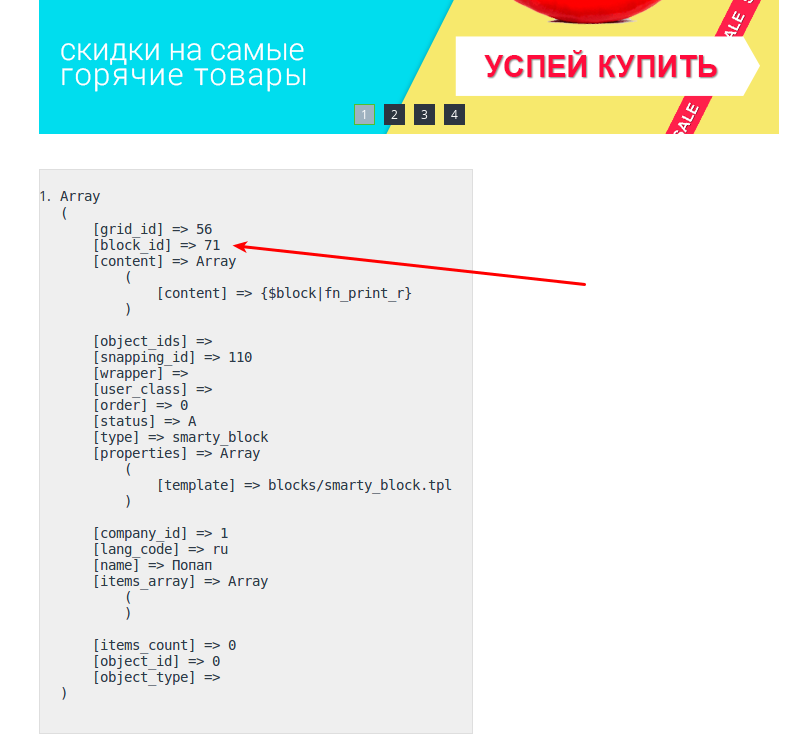 скидки на самые
горячие товары
УСПЕЙ КУПИТЬ
SALE
SALE
1 2 3 4
1. Array
(
[grid_id] => 56
[block_id] => 71
[content] => Array
(
[content] => {$block|fn_print_r}
)
[object_ids] =>
[snapping_id] => 110
[wrapper] =>
[user_class] =>
[order] => 0
[status] => A
[type] => smarty_block
[properties] => Array
(
[template] => blocks/smarty_block.tpl
)
[company_id] => 1
[lang_code] => ru
[name] => Попап
[items_array] => Array
(
)
[items_count] => 0
[object_id] => 0
[object_type] =>
)